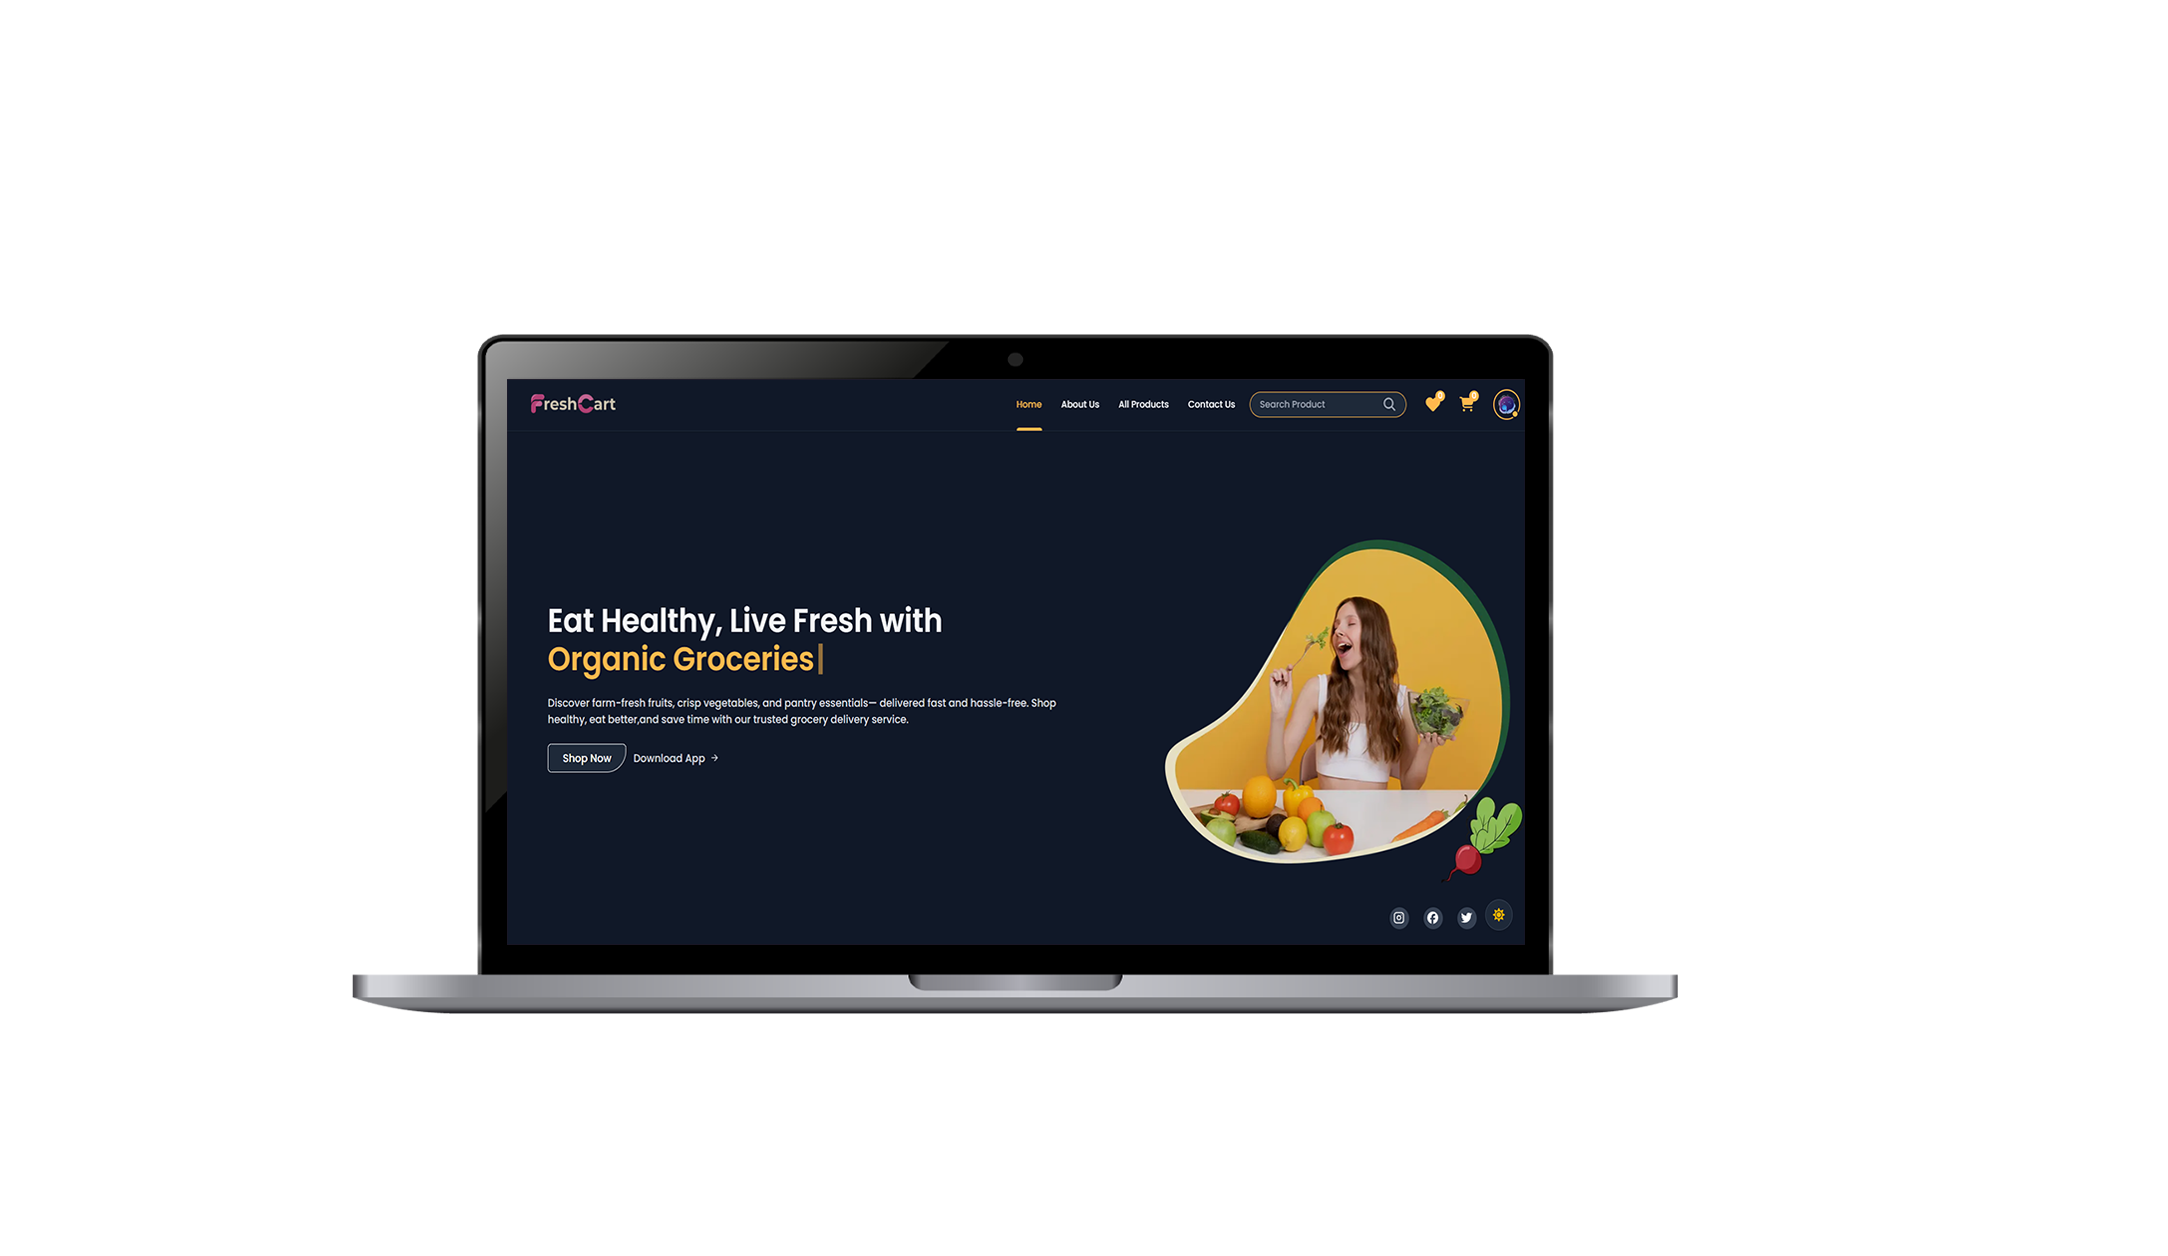 FreshCart
Home
About Us
All Products
Contact Us
Search Product
0
0
Eat Healthy, Live Fresh with
Organic Groceries
Discover farm-fresh fruits, crisp vegetables, and pantry essentials— delivered fast and hassle-free. Shop
healthy, eat better,and save time with our trusted grocery delivery service.
Shop Now
Download App →